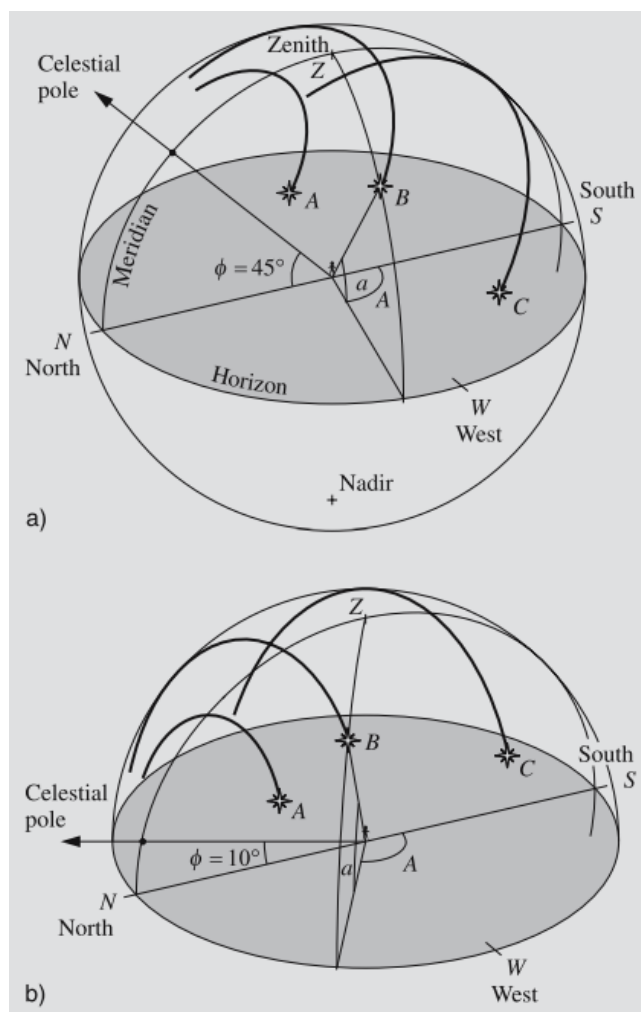 Zenith
Z
Celestial
pole
Meridian
A
B
South
S
ϕ = 45°
a
A
C
N
North
Horizon
W
West
Nadir
a)
Z
B
C
South
S
A
Celestial
pole
ϕ = 10°
a
A
N
North
W
West
b)